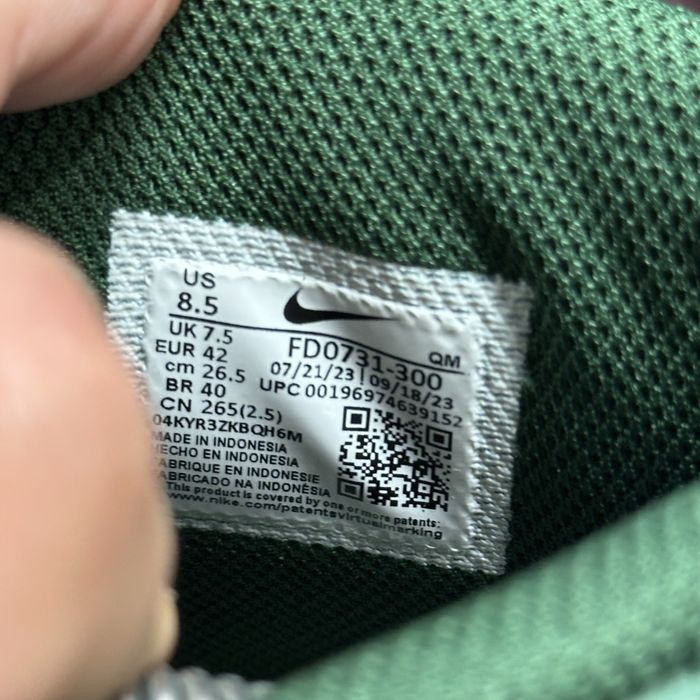 US
8.5
UK 7.5
EUR 42
cm 26.5
BR 40
CN 265(2.5)
FD0731-300 QM
07/21/23 | 09/18/23
UPC 00196974639152
04KYR3ZKBQH6M
MADE IN INDONESIA
HECHO EN INDONESIA
FABRIQUE EN INDONESIE
FABRICADO NA INDONÉSIA
This product is covered by one or more patents:
www.nike.com/patentsvirtualmarking